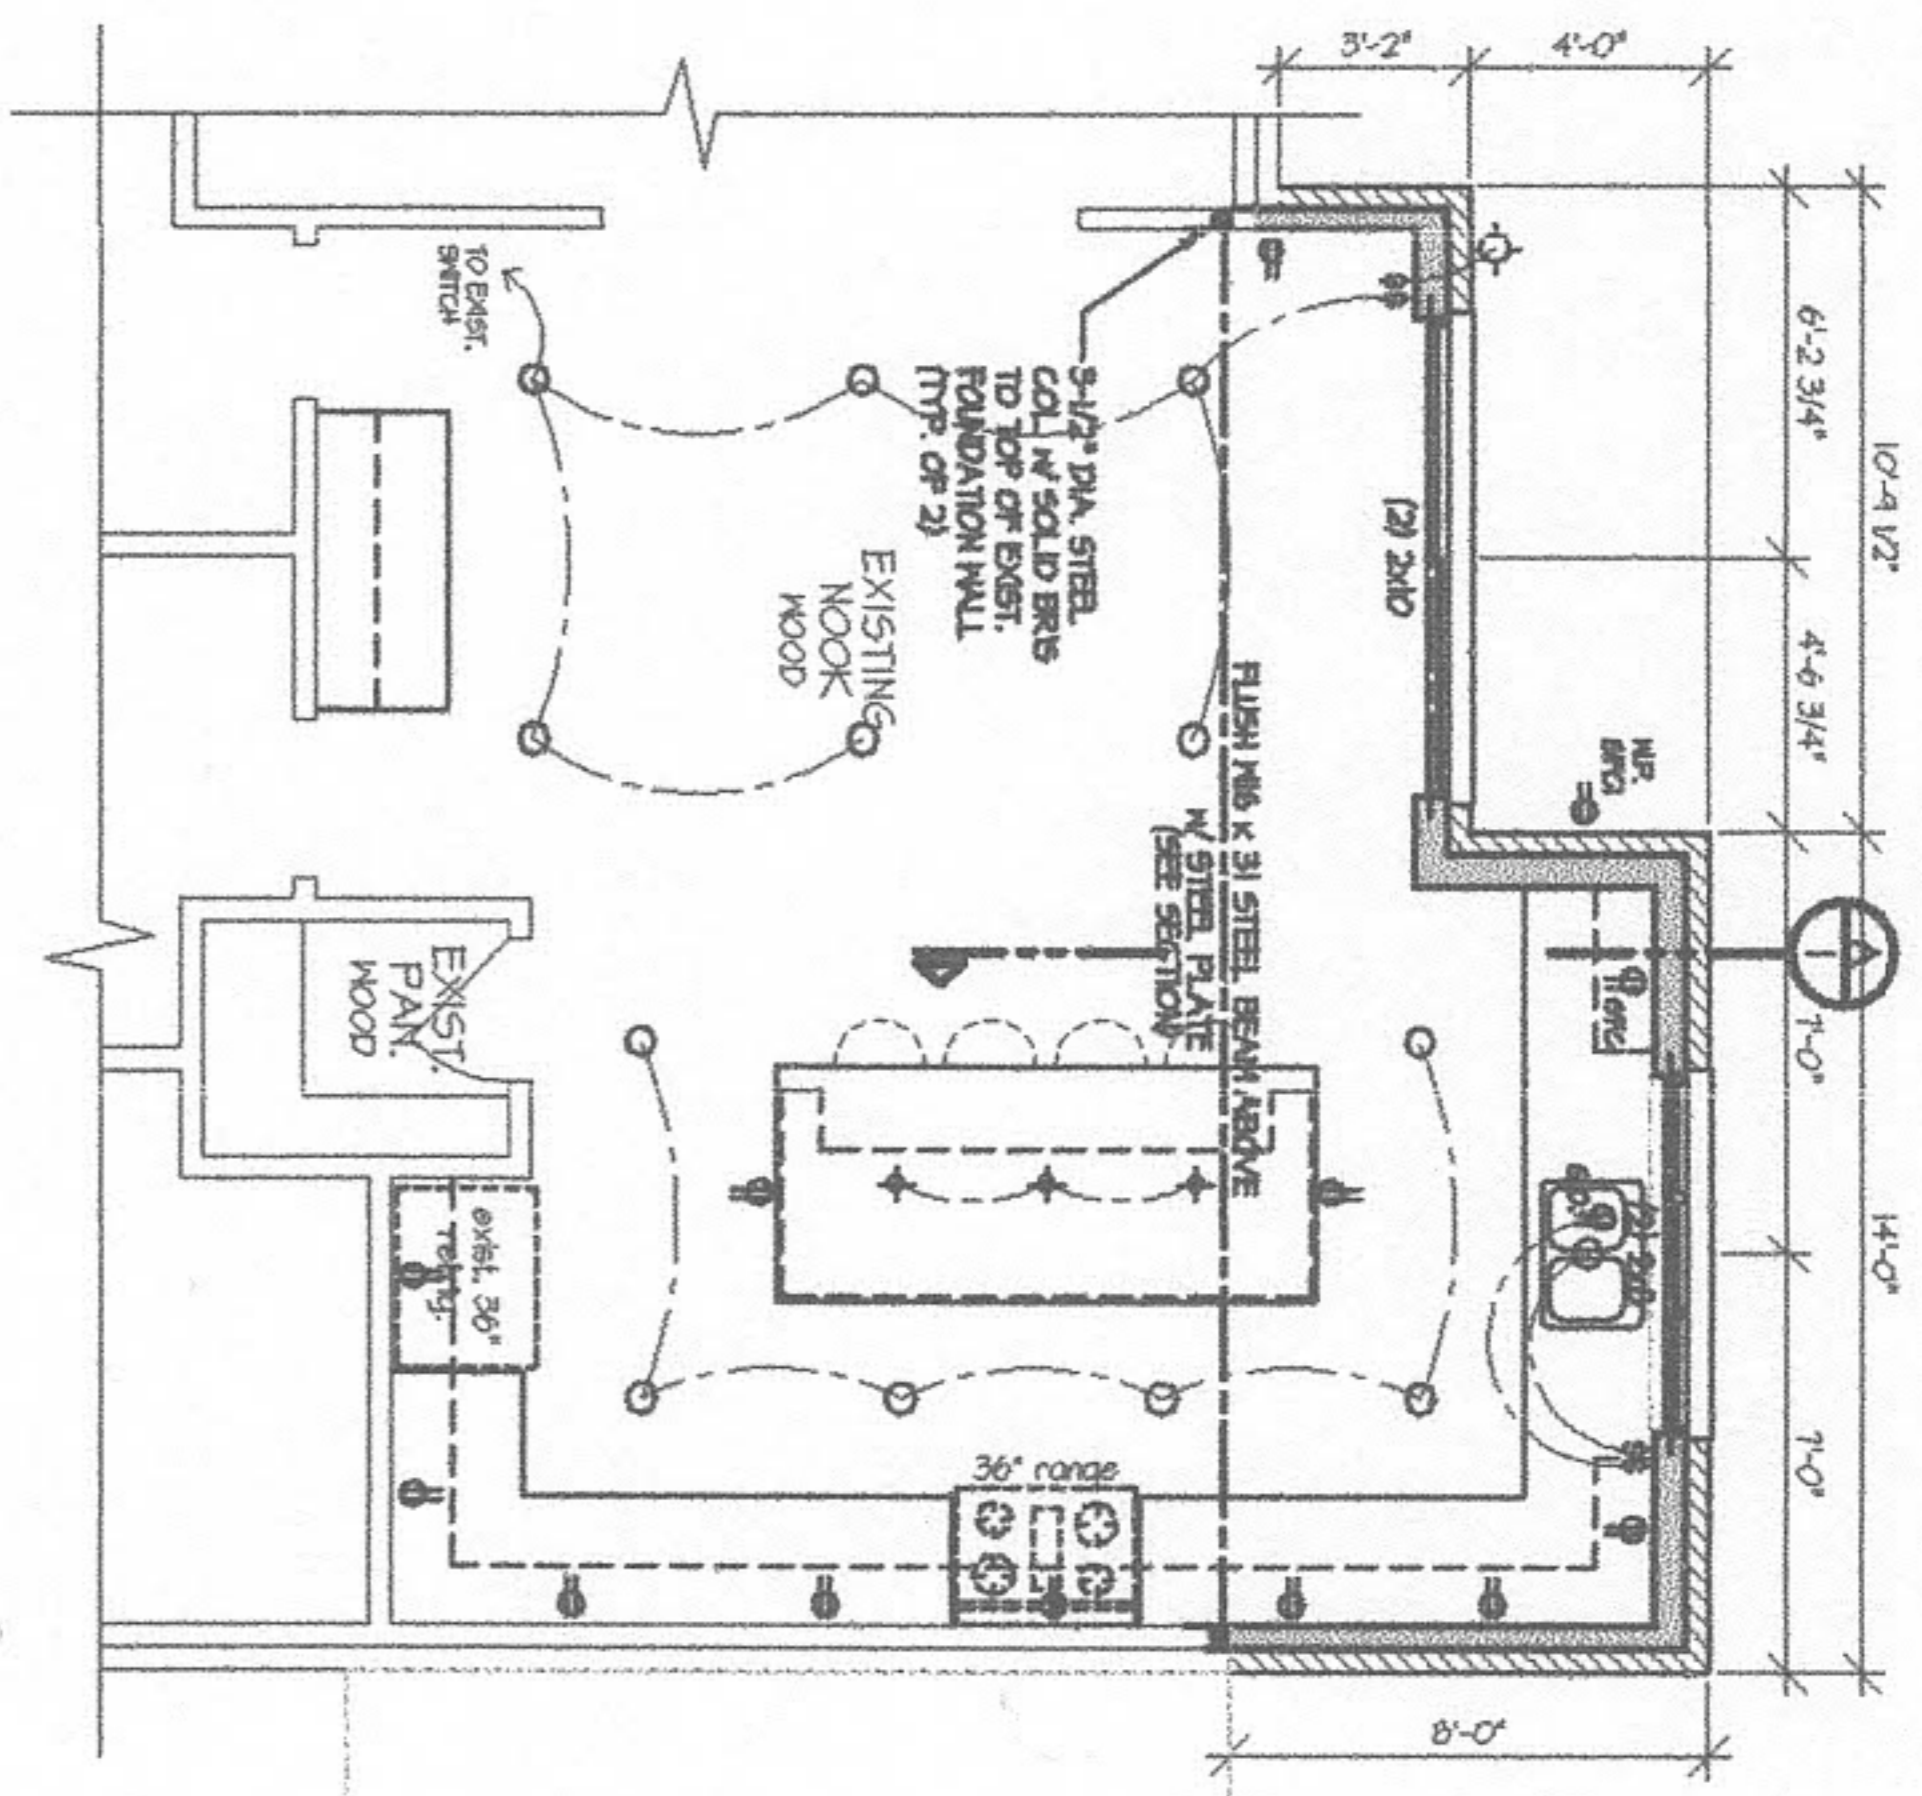 3'-2"
4'-0"
TO EXIST.
SWITCH
3-1/2" DIA. STEEL
COL. W/ SOLID BRG
TO TOP OF EXIST.
FOUNDATION WALL
(TYP. OF 2)
EXISTING
NOOK
WOOD
(2) 2x10
6'-2 3/4"
10'-9 1/2"
4'-6 3/4"
W.P.
FLUSH W16 x 31 STEEL BEAM ABOVE
W/ STEEL PLATE
(SEE SECTION)
EXIST.
PAN.
WOOD
A
1
7'-0"
14'-0"
7'-0"
exist. 36"
refrig.
36" range
8'-0"